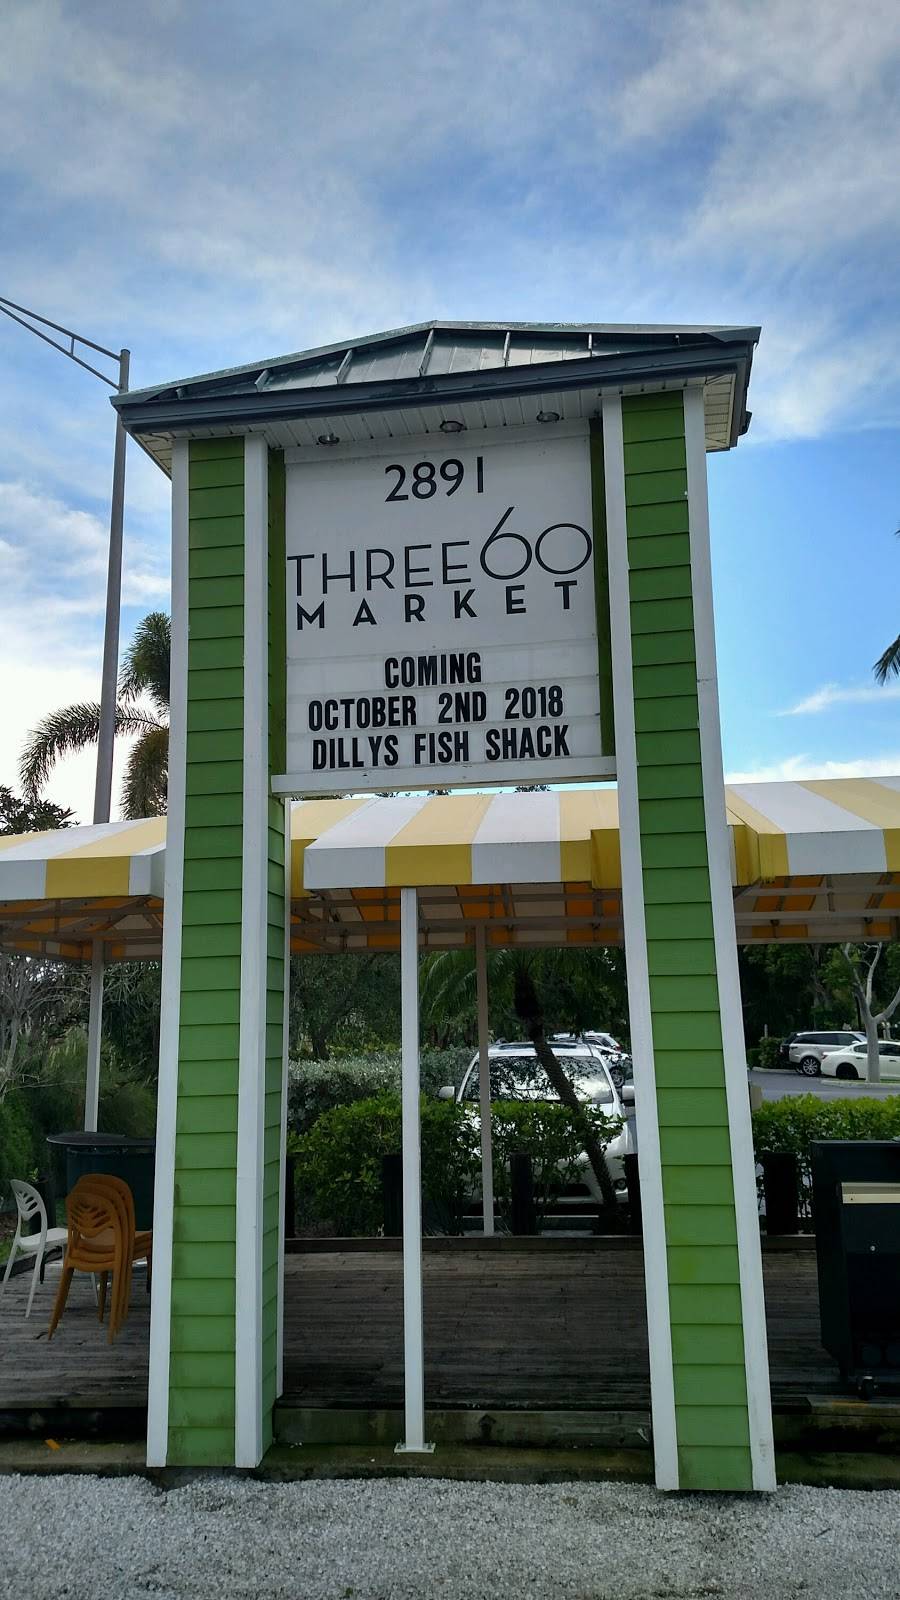 2891
THREE60
MARKET
COMING
OCTOBER 2ND 2018
DILLYS FISH SHACK